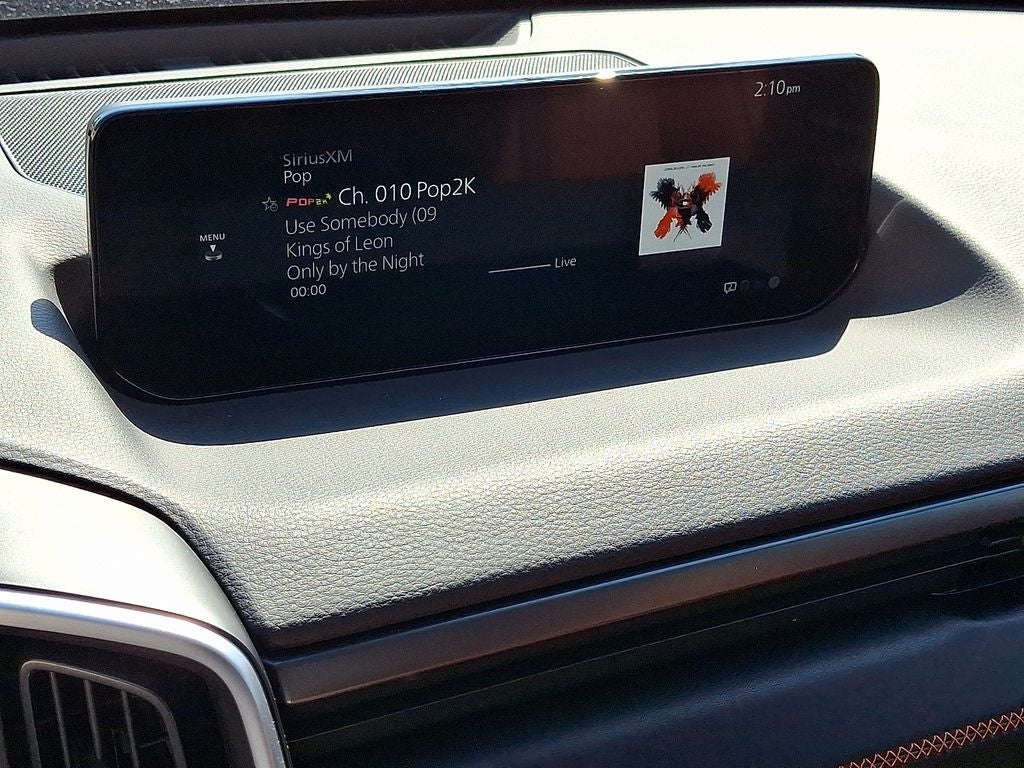 2:10pm
SiriusXM
Pop
POP2K Ch. 010 Pop2K
Use Somebody (09
Kings of Leon
Only by the Night
00:00
Live
MENU